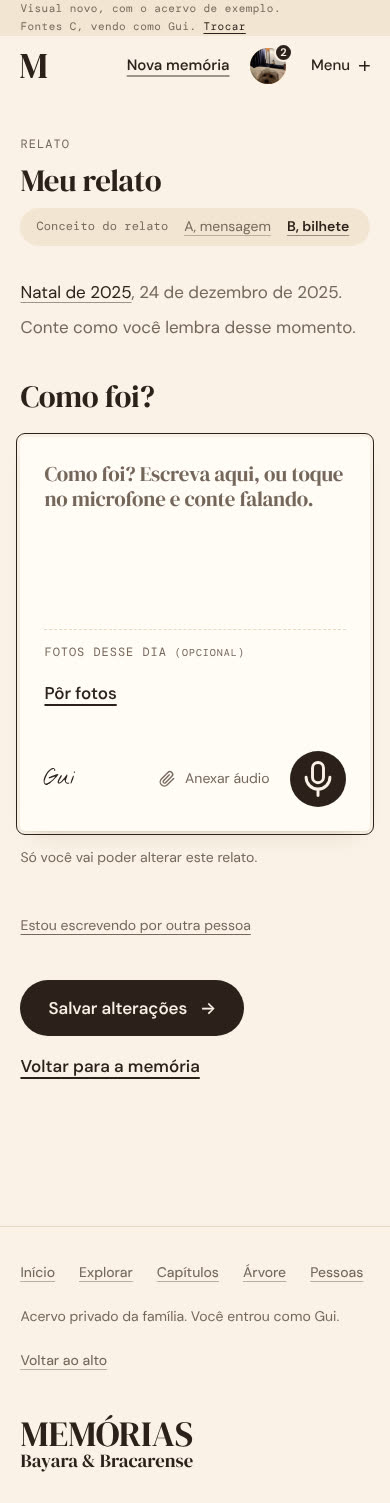 Visual novo, com o acervo de exemplo.
Fontes C, vendo como Gui. Trocar
M
Nova memória
2
Menu +
RELATO
Meu relato
Conceito do relato A, mensagem B, bilhete
Natal de 2025, 24 de dezembro de 2025.
Conte como você lembra desse momento.
Como foi?
Como foi? Escreva aqui, ou toque
no microfone e conte falando.
FOTOS DESSE DIA (OPCIONAL)
Pôr fotos
Gui
Anexar áudio
Só você vai poder alterar este relato.
Estou escrevendo por outra pessoa
Salvar alterações →
Voltar para a memória
Início Explorar Capítulos Árvore Pessoas
Acervo privado da família. Você entrou como Gui.
Voltar ao alto
MEMÓRIAS
Bayara & Bracarense